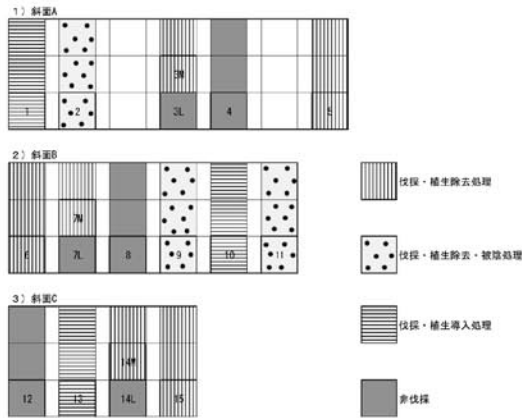 1）斜面A
3M
1 2 3L 4 5
2）斜面B
7M
6 7L 8 9 10 11
3）斜面C
14M
12 13 14L 15
伐採・植生除去処理
伐採・植生除去・被陰処理
伐採・植生導入処理
非伐採